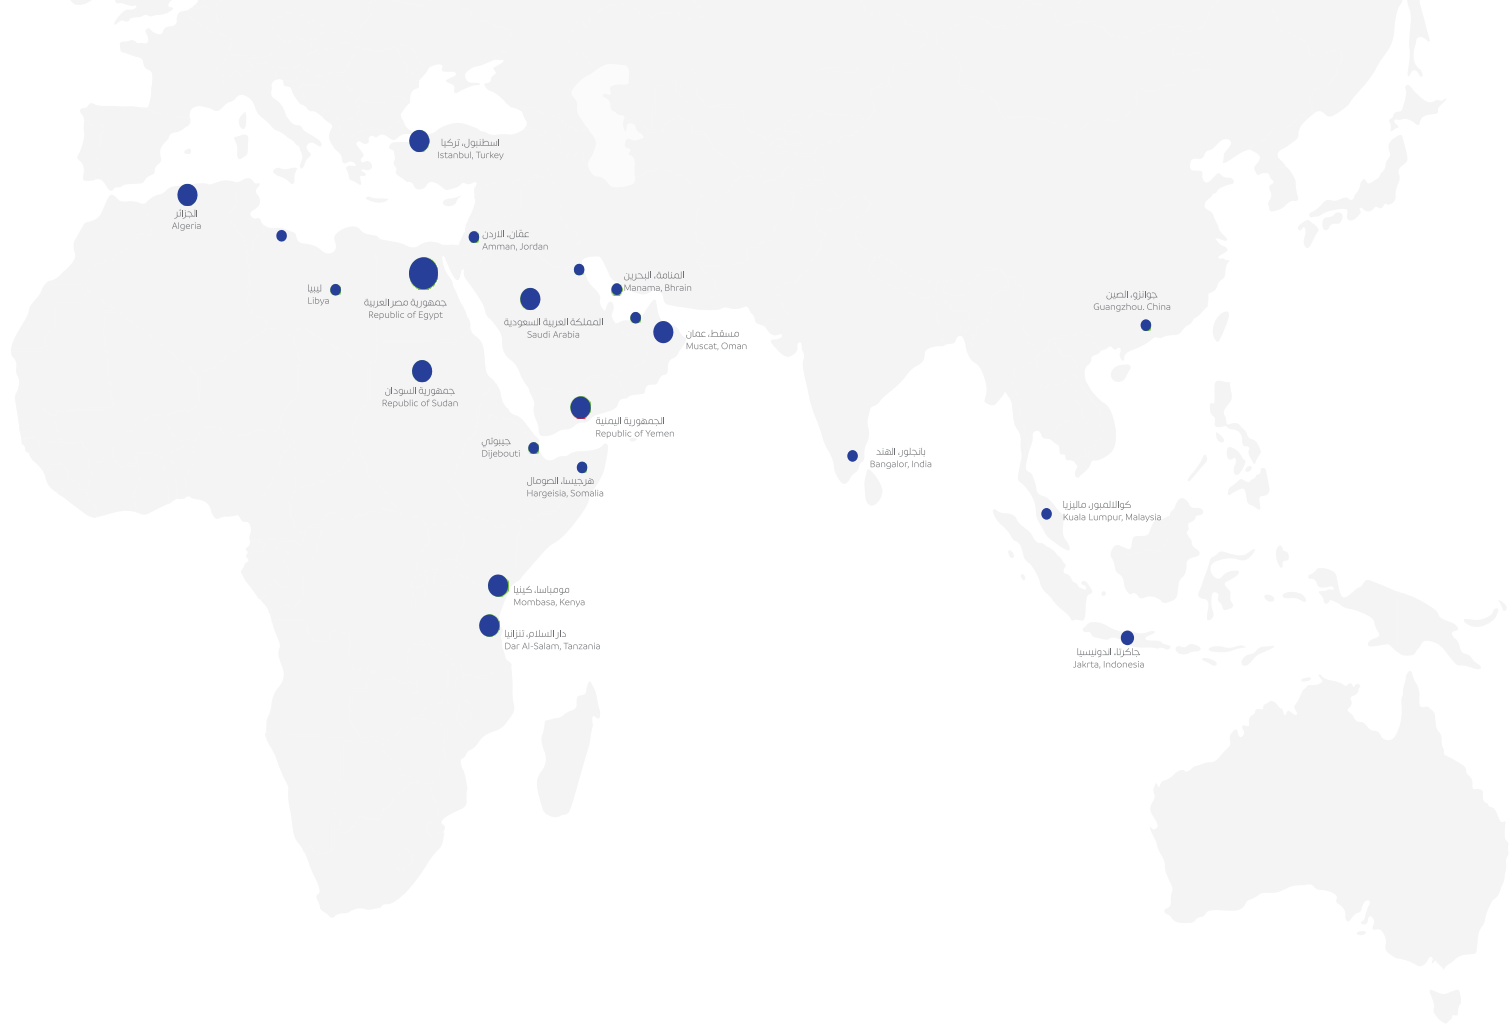 اسطنبول، تركيا
Istanbul, Turkey
الجزائر
Algeria
عمّان، الاردن
Amman, Jordan
المنامة، البحرين
Manama, Bhrain
ليبيا
Libya
جمهورية مصر العربية
Republic of Egypt
المملكة العربية السعودية
Saudi Arabia
مسقط، عمان
Muscat, Oman
جوانزو، الصين
Guangzhou. China
جمهورية السودان
Republic of Sudan
الجمهورية اليمنية
Republic of Yemen
جيبولي
Dijebouti
بانجلور، الهند
Bangalor, India
هرجيسا، الصومال
Hargeisia, Somalia
كوالالمبور، ماليزيا
Kuala Lumpur, Malaysia
مومباسا، كينيا
Mombasa, Kenya
دار السلام، تنزانيا
Dar Al-Salam, Tanzania
جاكرتا، اندونيسيا
Jakrta, Indonesia